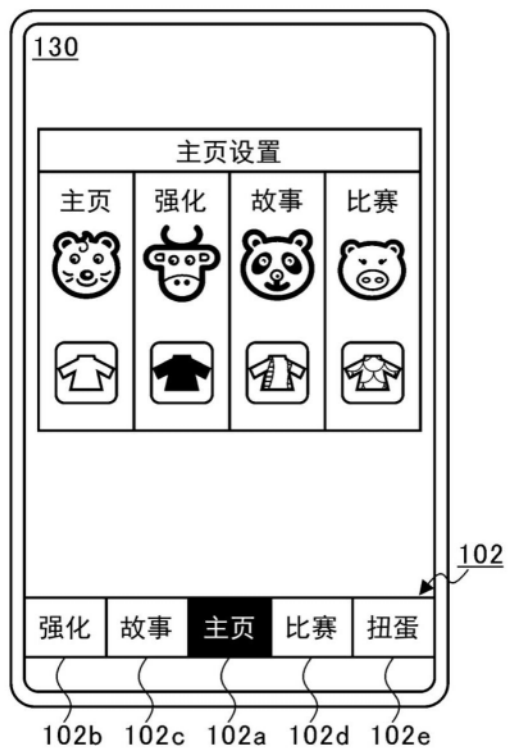 130
主页设置
主页 强化 故事 比赛
102
强化 故事 主页 比赛 扭蛋
102b 102c 102a 102d 102e